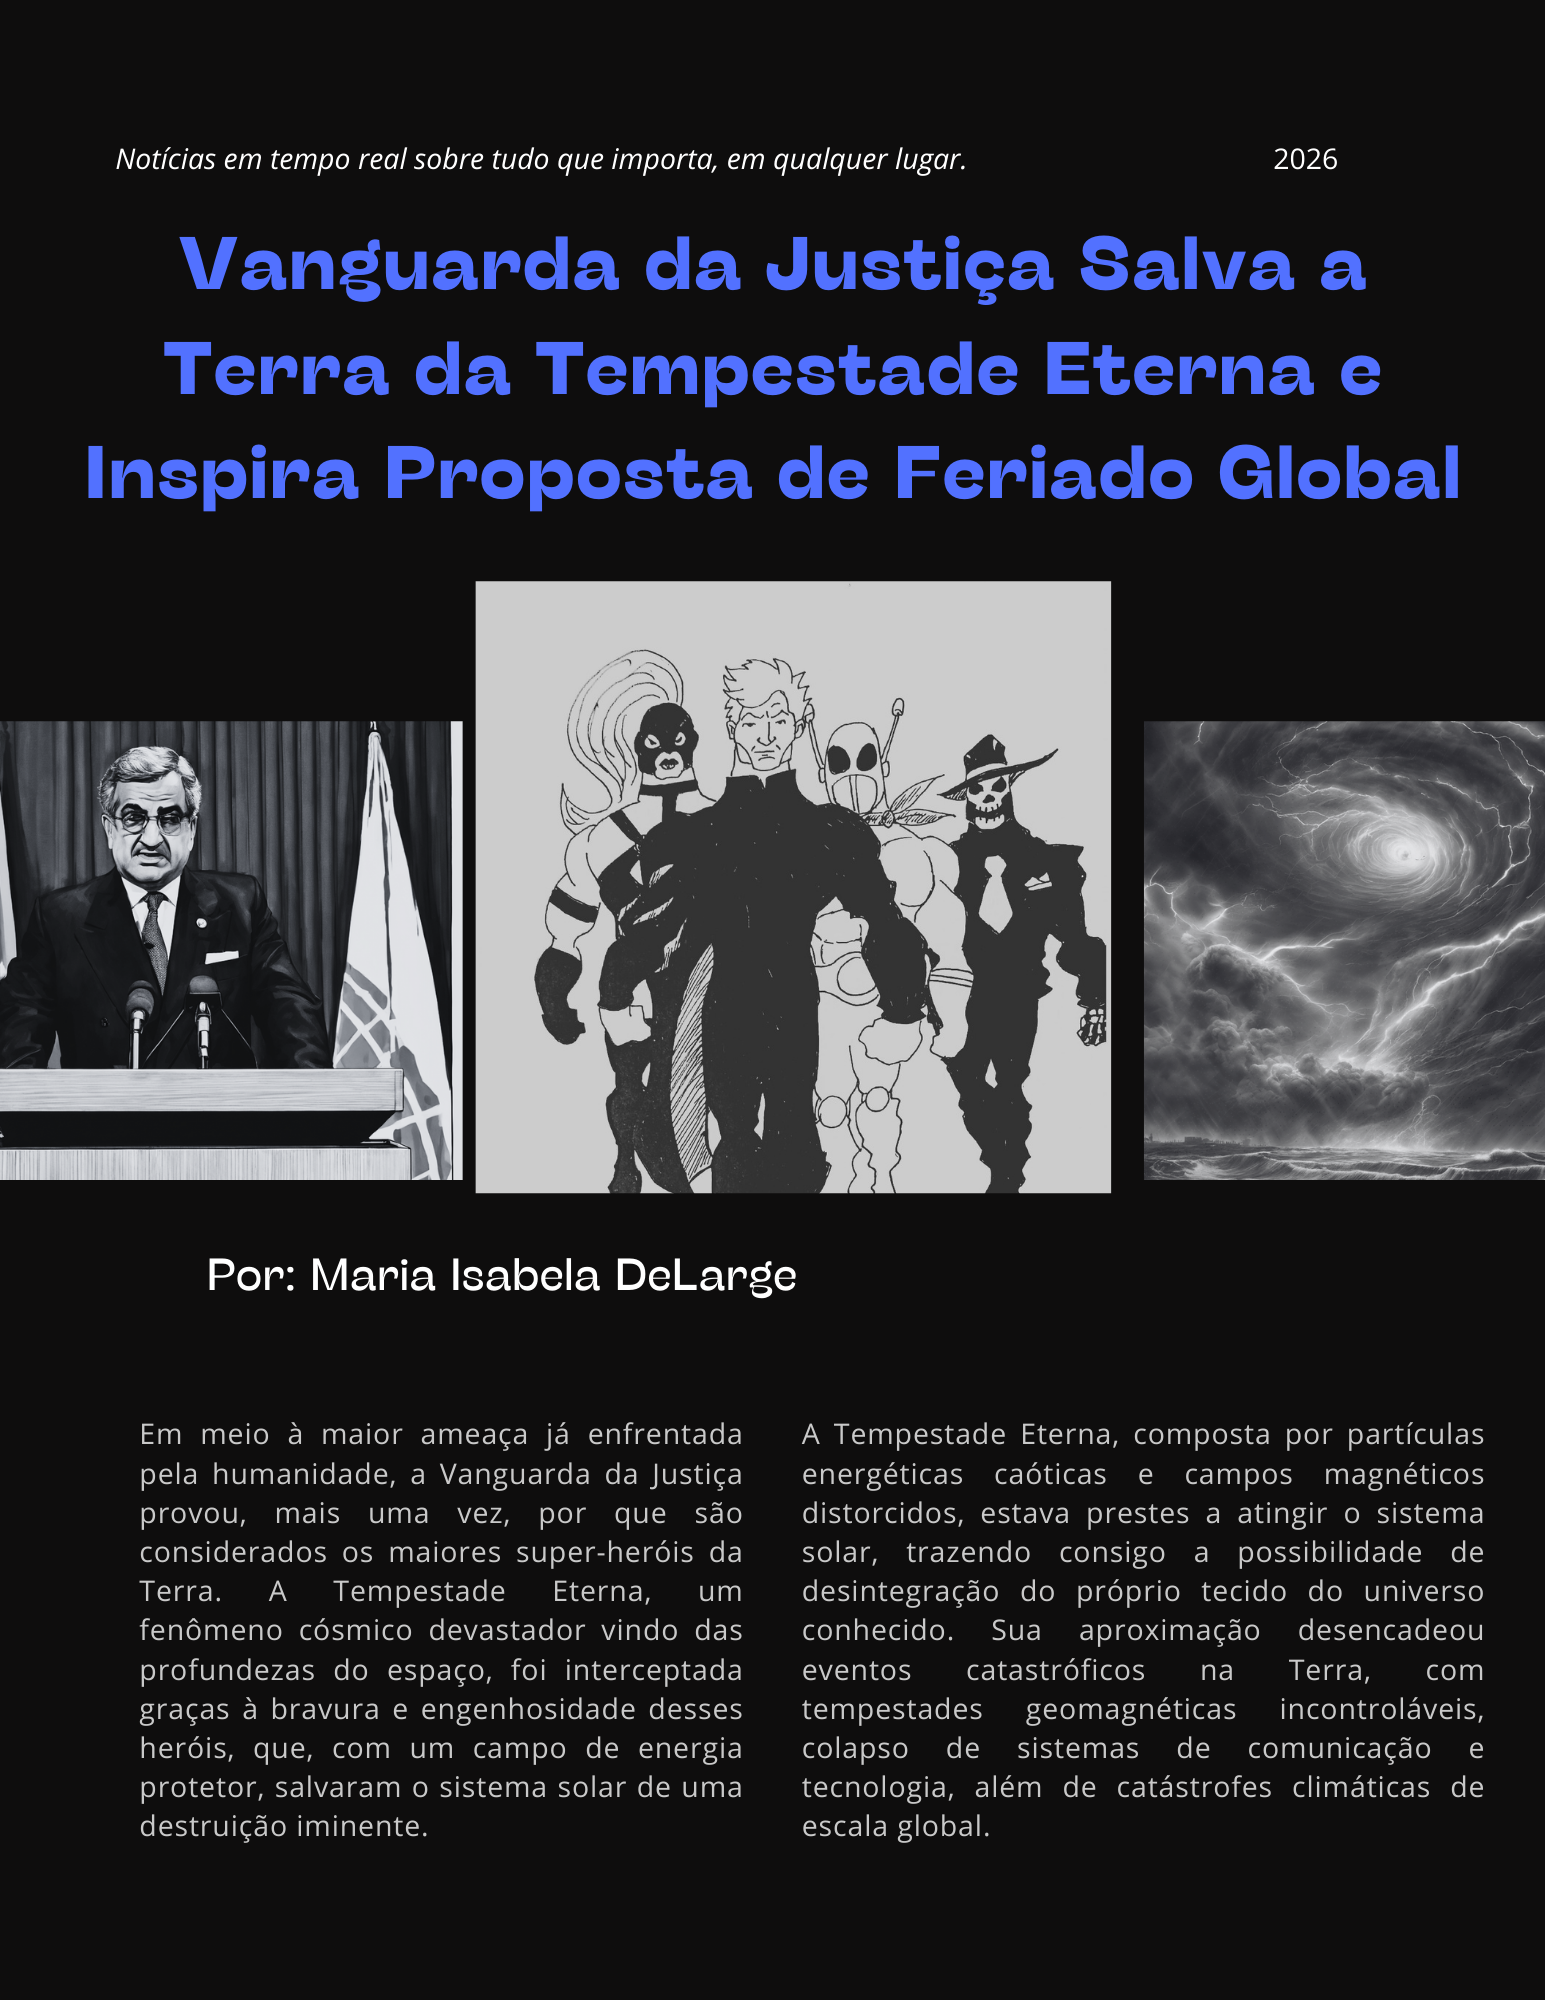 Notícias em tempo real sobre tudo que importa, em qualquer lugar.
2026
Vanguarda da Justiça Salva a
Terra da Tempestade Eterna e
Inspira Proposta de Feriado Global
Por: Maria Isabela DeLarge
Em meio à maior ameaça já enfrentada
pela humanidade, a Vanguarda da Justiça
provou, mais uma vez, por que são
considerados os maiores super-heróis da
Terra. A Tempestade Eterna, um
fenômeno cósmico devastador vindo das
profundezas do espaço, foi interceptada
graças à bravura e engenhosidade desses
heróis, que, com um campo de energia
protetor, salvaram o sistema solar de uma
destruição iminente.
A Tempestade Eterna, composta por partículas
energéticas caóticas e campos magnéticos
distorcidos, estava prestes a atingir o sistema
solar, trazendo consigo a possibilidade de
desintegração do próprio tecido do universo
conhecido. Sua aproximação desencadeou
eventos catastróficos na Terra, com
tempestades geomagnéticas incontroláveis,
colapso de sistemas de comunicação e
tecnologia, além de catástrofes climáticas de
escala global.